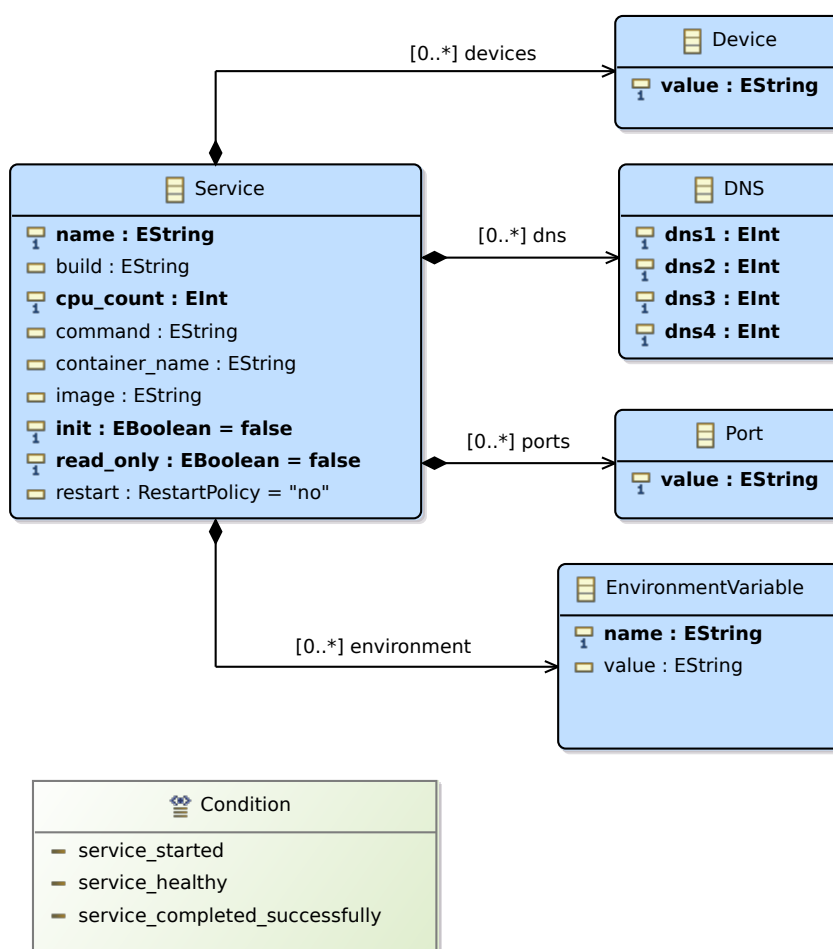 [0..*] devices
Device
value : EString
Service
name : EString
build : EString
cpu_count : EInt
command : EString
container_name : EString
image : EString
init : EBoolean = false
read_only : EBoolean = false
restart : RestartPolicy = "no"
[0..*] dns
DNS
dns1 : EInt
dns2 : EInt
dns3 : EInt
dns4 : EInt
[0..*] ports
Port
value : EString
[0..*] environment
EnvironmentVariable
name : EString
value : EString
Condition
service_started
service_healthy
service_completed_successfully